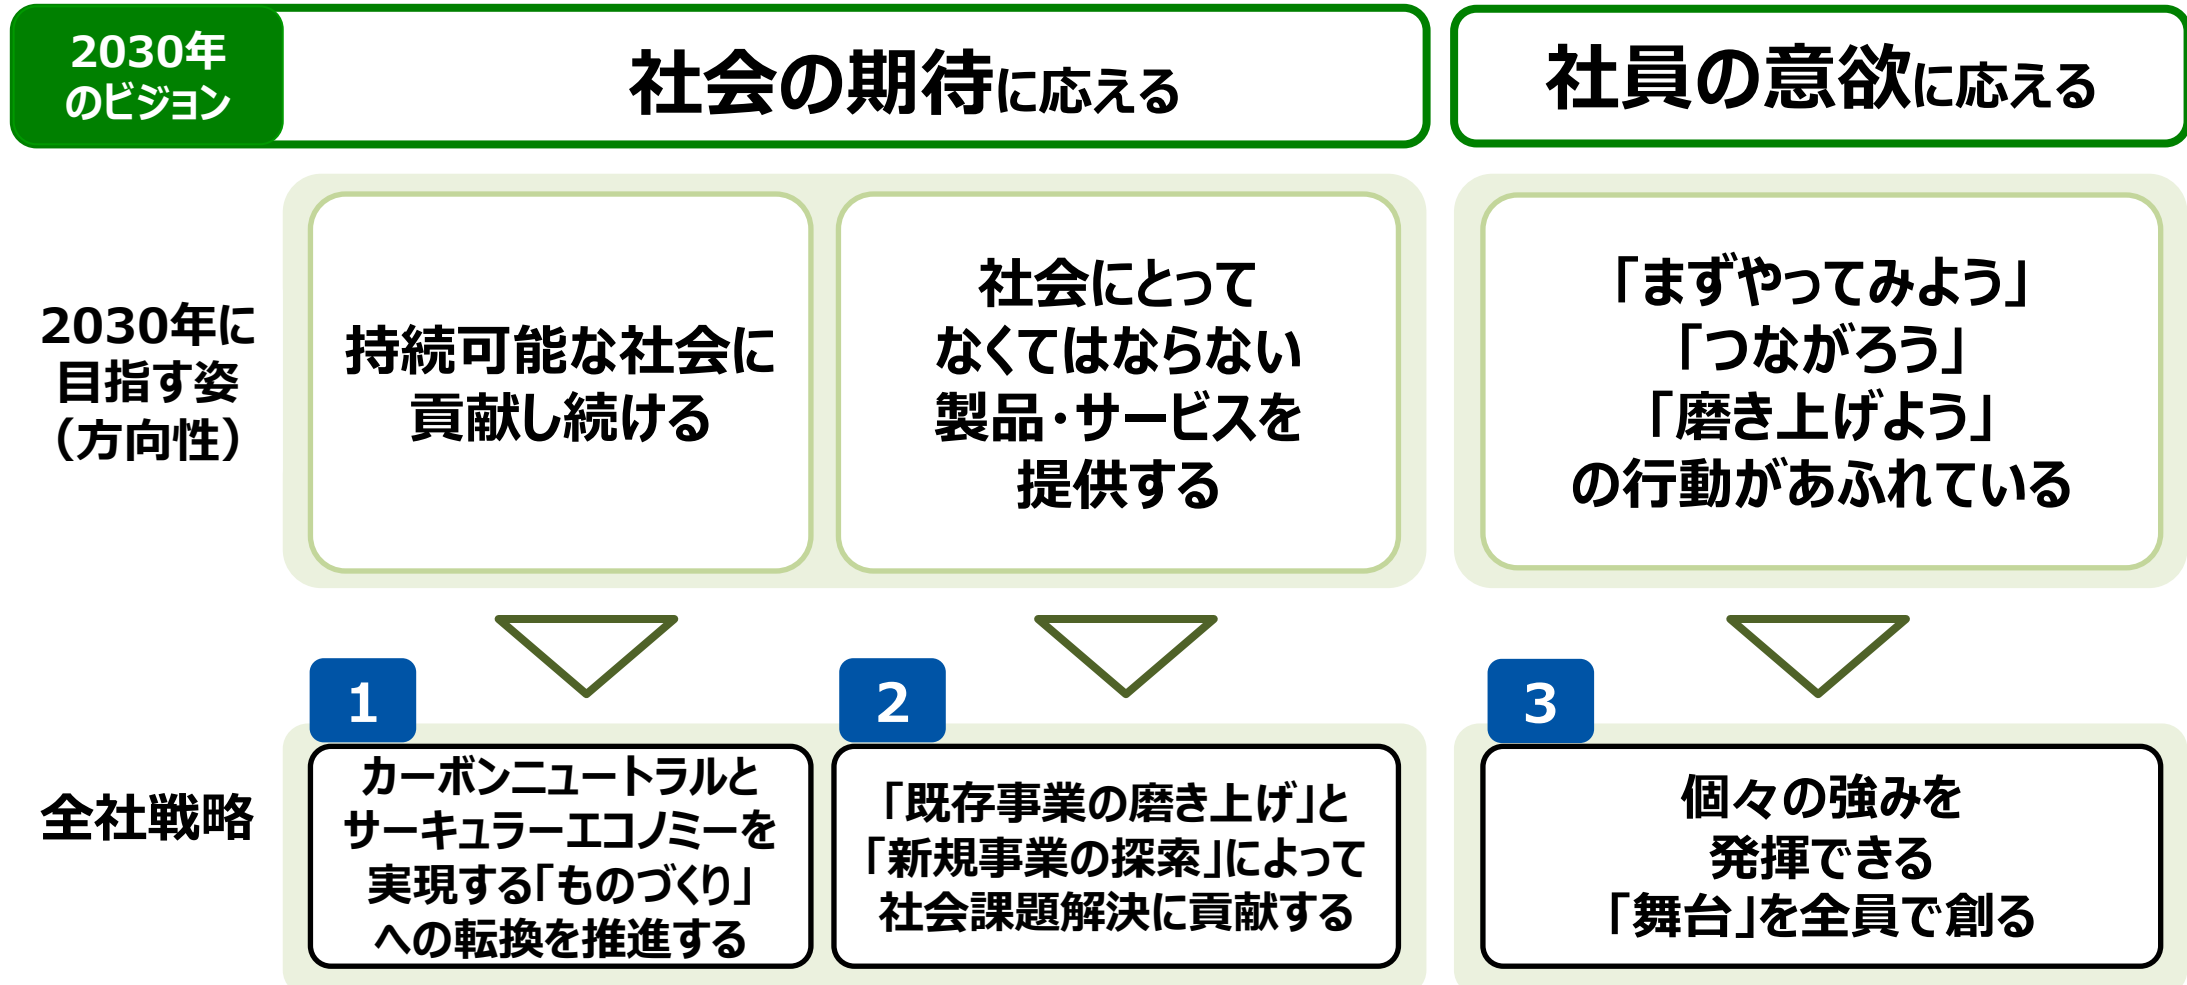 2030年
のビジョン
社会の期待に応える
社員の意欲に応える
2030年に
目指す姿
（方向性）
持続可能な社会に
貢献し続ける
社会にとって
なくてはならない
製品・サービスを
提供する
「まずやってみよう」
「つながろう」
「磨き上げよう」
の行動があふれている
全社戦略
1
カーボンニュートラルと
サーキュラーエコノミーを
実現する「ものづくり」
への転換を推進する
2
「既存事業の磨き上げ」と
「新規事業の探索」によって
社会課題解決に貢献する
3
個々の強みを
発揮できる
「舞台」を全員で創る